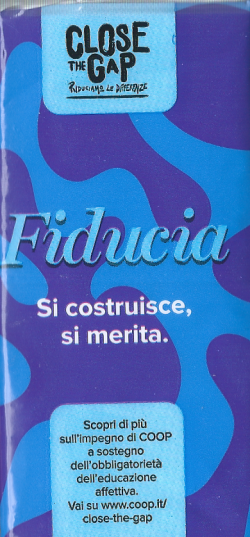 CLOSE
THE GAP
RIDUCIAMO LE DIFFERENZE
Fiducia
Si costruisce,
si merita.
Scopri di più
sull'impegno di COOP
a sostegno
dell'obbligatorietà
dell'educazione
affettiva.
Vai su www.coop.it/
close-the-gap